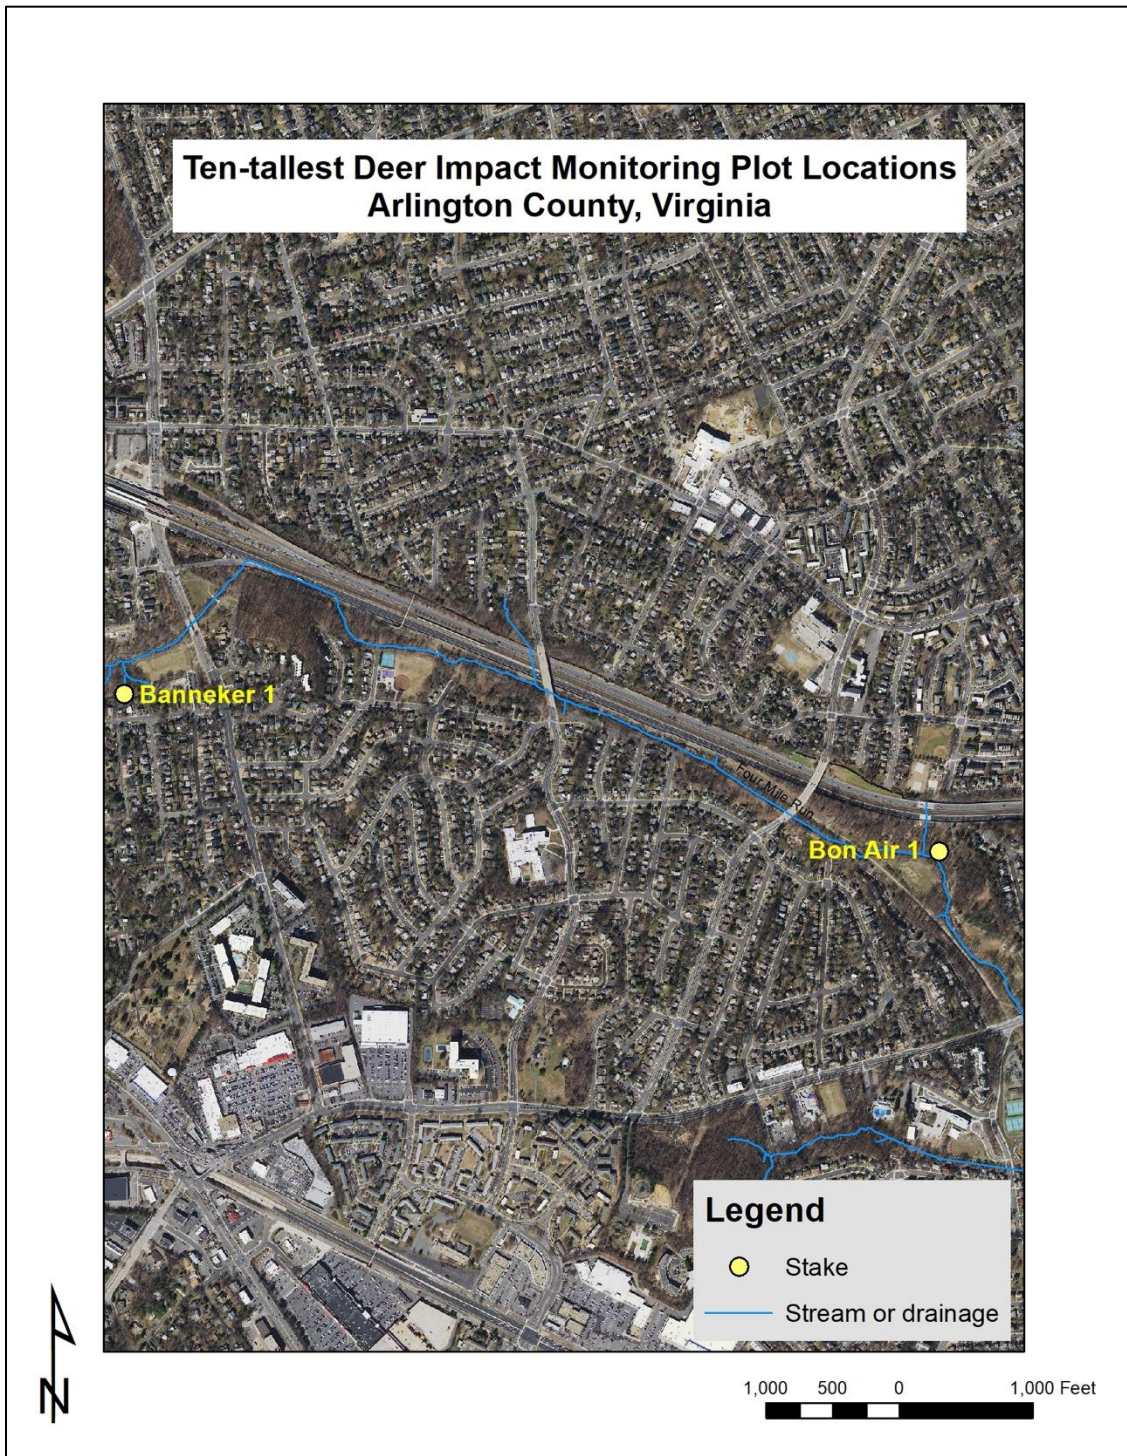 Ten-tallest Deer Impact Monitoring Plot Locations
Arlington County, Virginia
Banneker 1
Four Mile Run
Bon Air 1
Legend
Stake
Stream or drainage
N
1,000 500 0 1,000 Feet